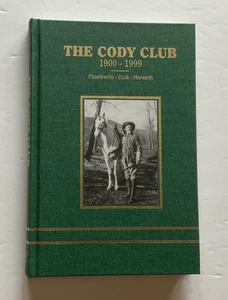 THE CODY CLUB
1900 - 1999
Chamberlin - Cook - Monteith